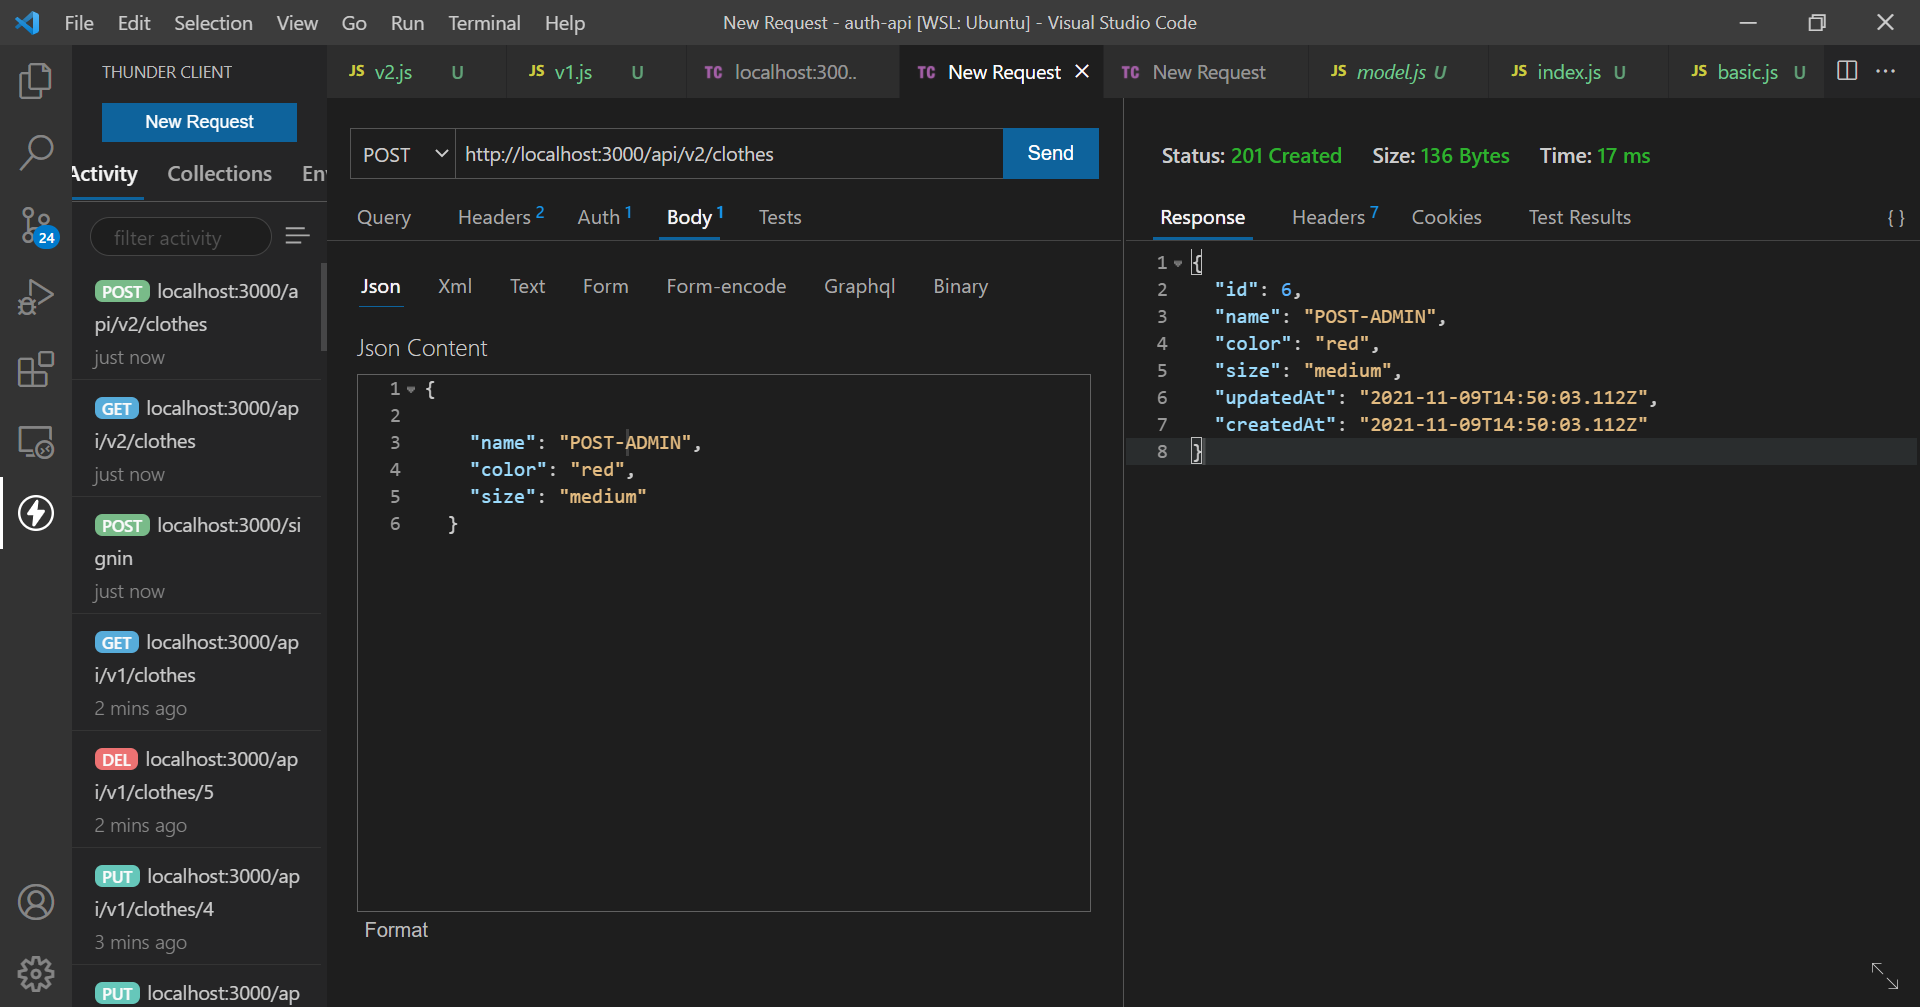 File Edit Selection View Go Run Terminal Help New Request - auth-api [WSL: Ubuntu] - Visual Studio Code
THUNDER CLIENT
JS v2.js U JS v1.js U TC localhost:300.. TC New Request TC New Request JS model.js U JS index.js U JS basic.js U ...
New Request
Activity Collections En
filter activity
24
POST localhost:3000/a
pi/v2/clothes
just now
GET localhost:3000/ap
i/v2/clothes
just now
POST localhost:3000/si
gnin
just now
GET localhost:3000/ap
i/v1/clothes
2 mins ago
DEL localhost:3000/ap
i/v1/clothes/5
2 mins ago
PUT localhost:3000/ap
i/v1/clothes/4
3 mins ago
PUT localhost:3000/ap
POST http://localhost:3000/api/v2/clothes Send
Query Headers 2 Auth 1 Body 1 Tests
Json Xml Text Form Form-encode Graphql Binary
Json Content
1 {
2
3 "name": "POST-ADMIN",
4 "color": "red",
5 "size": "medium"
6 }
Format
Status: 201 Created Size: 136 Bytes Time: 17 ms
Response Headers 7 Cookies Test Results { }
1 {
2 "id": 6,
3 "name": "POST-ADMIN",
4 "color": "red",
5 "size": "medium",
6 "updatedAt": "2021-11-09T14:50:03.112Z",
7 "createdAt": "2021-11-09T14:50:03.112Z"
8 }